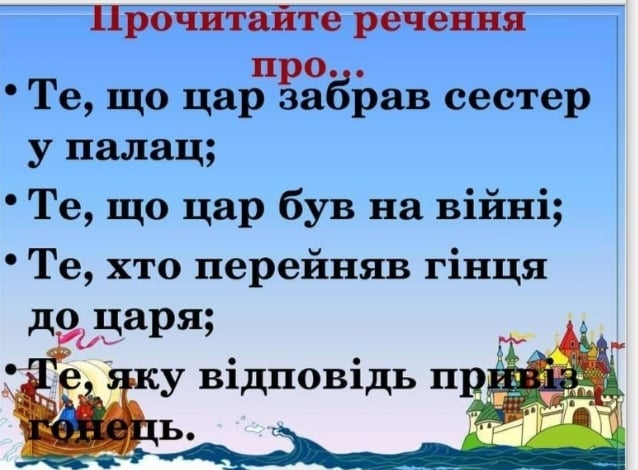 Прочитайте речення
про...
• Те, що цар забрав сестер
у палац;
• Те, що цар був на війні;
• Те, хто перейняв гінця
до царя;
• Те, яку відповідь привіз
гонець.